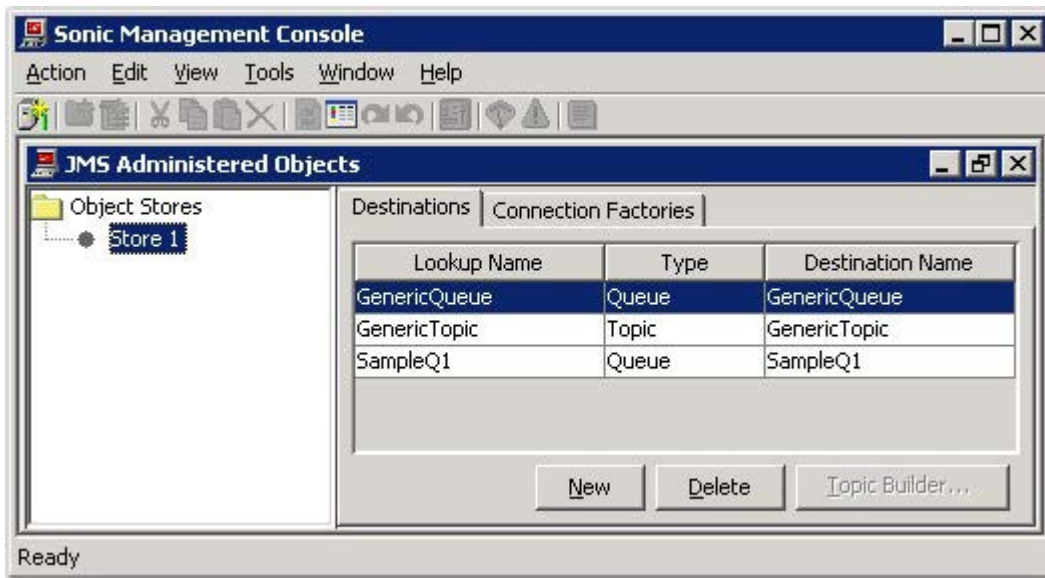 Sonic Management Console
Action Edit View Tools Window Help
JMS Administered Objects
Object Stores
Store 1
Destinations Connection Factories
Lookup Name Type Destination Name
GenericQueue Queue GenericQueue
GenericTopic Topic GenericTopic
SampleQ1 Queue SampleQ1
New Delete Topic Builder...
Ready